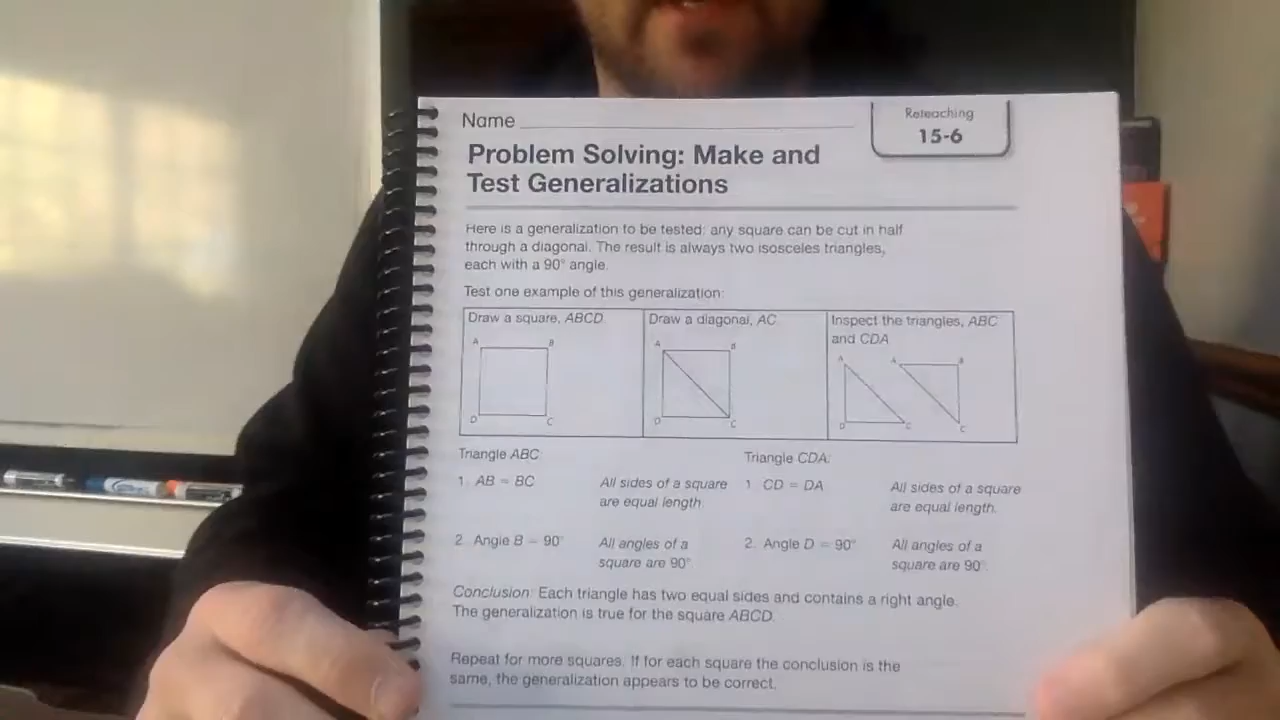 Name
Reteaching
15-6
Problem Solving: Make and
Test Generalizations
Here is a generalization to be tested: any square can be cut in half
through a diagonal. The result is always two isosceles triangles,
each with a 90° angle.
Test one example of this generalization:
Draw a square, ABCD.
A B
D C
Draw a diagonal, AC.
A B
D C
Inspect the triangles, ABC
and CDA.
A A B
D C C
Triangle ABC:
1. AB = BC
All sides of a square
are equal length.
2. Angle B = 90°
All angles of a
square are 90°.
Triangle CDA:
1. CD = DA
All sides of a square
are equal length.
2. Angle D = 90°
All angles of a
square are 90°.
Conclusion: Each triangle has two equal sides and contains a right angle.
The generalization is true for the square ABCD.
Repeat for more squares. If for each square the conclusion is the
same, the generalization appears to be correct.